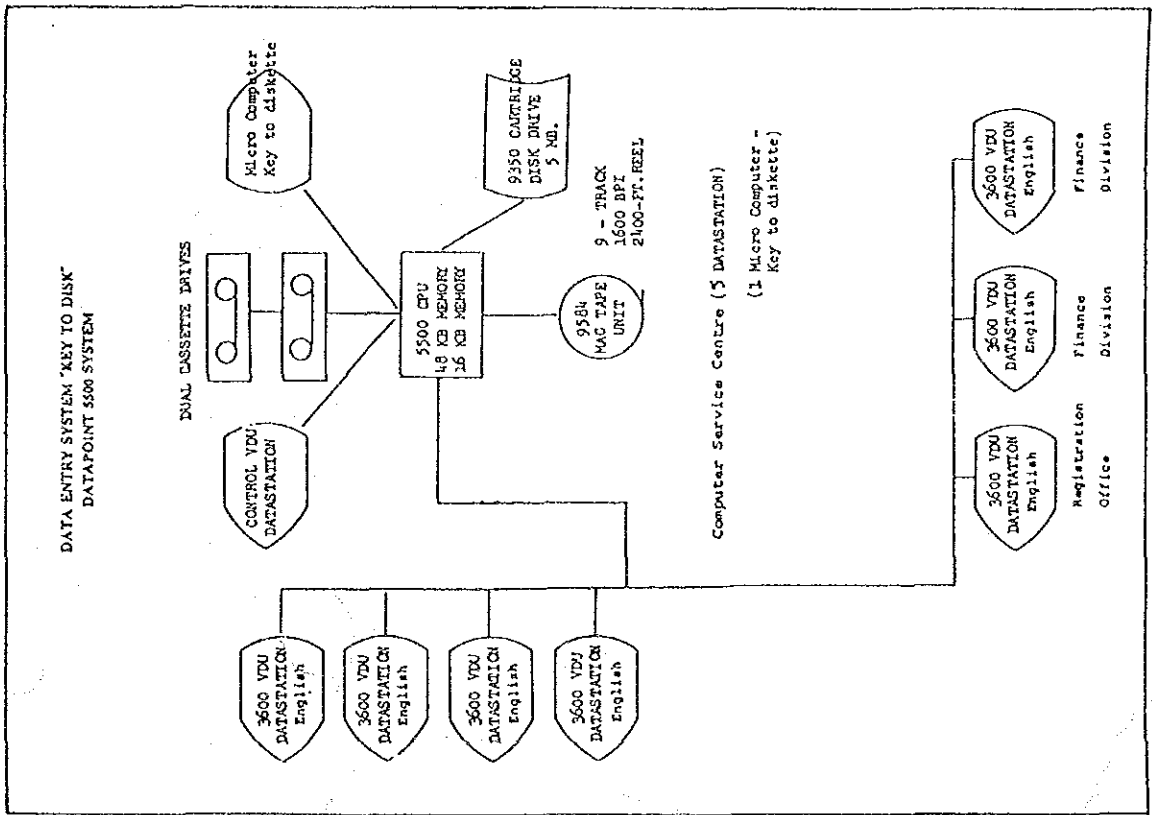 DATA ENTRY SYSTEM "KEY TO DISK"
DATAPOINT 5500 SYSTEM
DUAL CASSETTE DRIVES
CONTROL VDU
DATASTATION
Micro Computer
Key to diskette
5500 CPU
48 KB MEMORY
16 KB MEMORY
9350 CARTRIDGE
DISK DRIVE
5 MB.
9584
MAG TAPE
UNIT
9 - TRACK
1600 BPI
2400-FT.REEL
3600 VDU
DATASTATION
English
3600 VDU
DATASTATION
English
3600 VDU
DATASTATION
English
3600 VDU
DATASTATION
English
Computer Service Centre (5 DATASTATION)
(1 Micro Computer -
Key to diskette)
3600 VDU
DATASTATION
English
Registration
Office
3600 VDU
DATASTATION
English
Finance
Division
3600 VDU
DATASTATION
English
Finance
Division